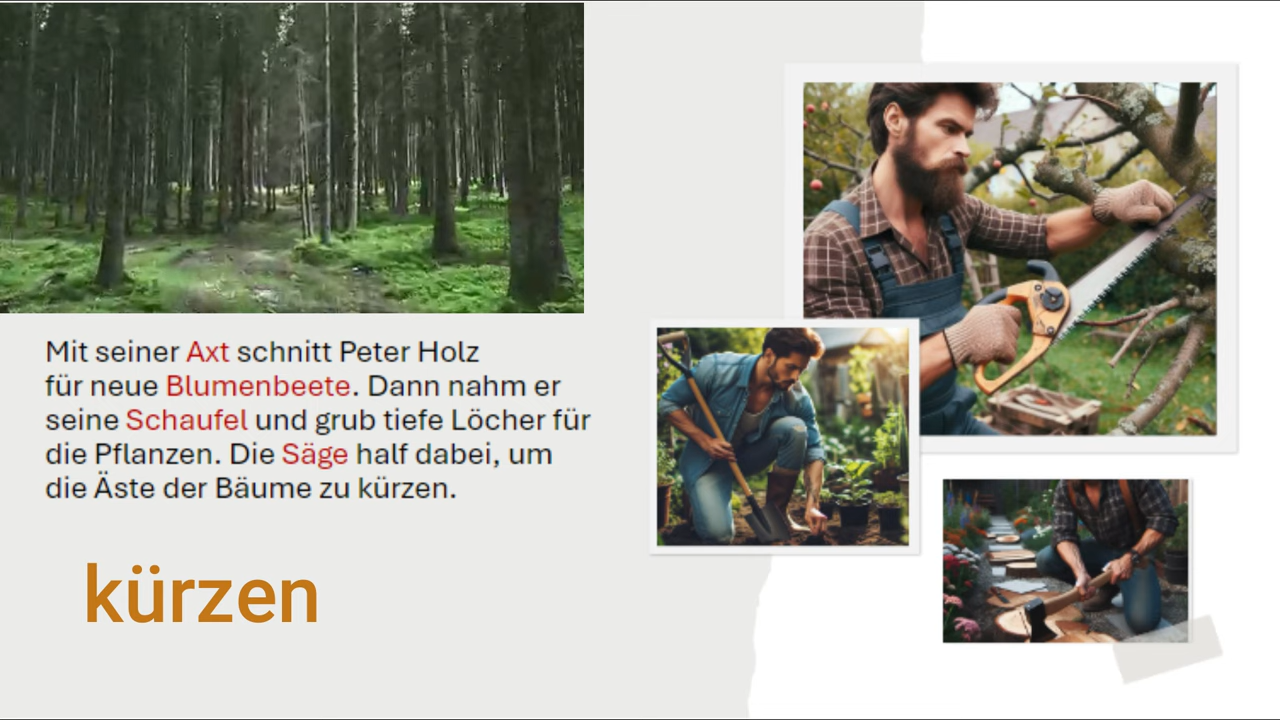 Mit seiner Axt schnitt Peter Holz
für neue Blumenbeete. Dann nahm er
seine Schaufel und grub tiefe Löcher für
die Pflanzen. Die Säge half dabei, um
die Äste der Bäume zu kürzen.
kürzen